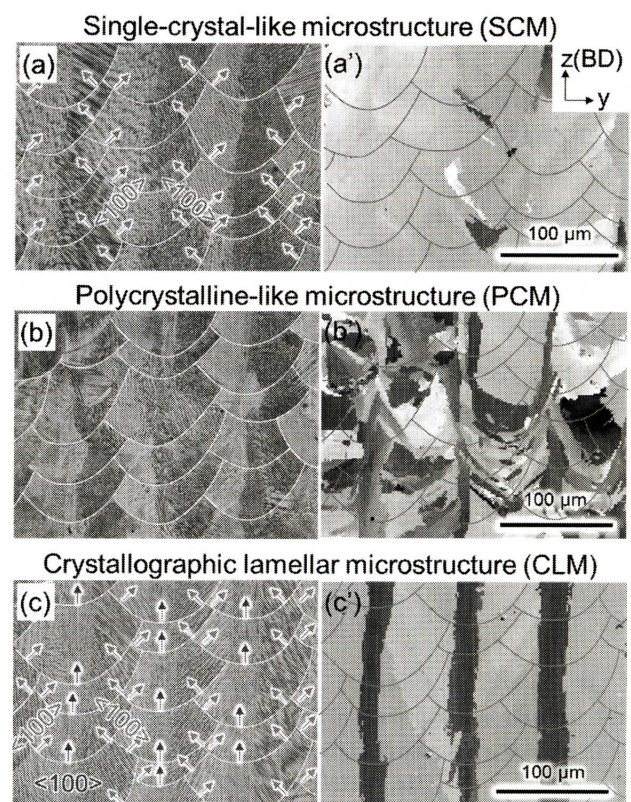 Single-crystal-like microstructure (SCM)
(a)
(a')
z(BD)
y
<100>
<100>
100 µm
Polycrystalline-like microstructure (PCM)
(b)
(b')
100 µm
Crystallographic lamellar microstructure (CLM)
(c)
(c')
<100>
<100>
<100>
100 µm